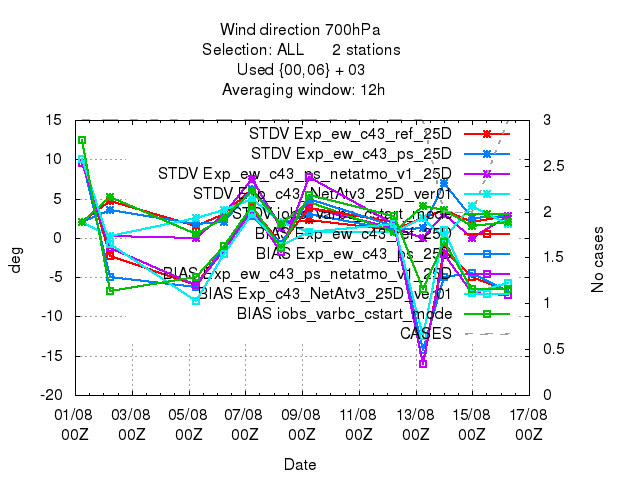 Wind direction 700hPa
Selection: ALL 2 stations
Used {00,06} + 03
Averaging window: 12h
15
10
5
0
-5
-10
-15
-20
deg
3
2.5
2
1.5
1
0.5
0
No cases
STDV Exp_ew_c43_ref_25D
STDV Exp_ew_c43_ps_25D
STDV Exp_ew_c43_ps_netatmo_v1_25D
STDV Exp_c43_NetAtv3_25D_ver01
STDV iobs_varbc_cstart_mode
BIAS Exp_ew_c43_ref_25D
BIAS Exp_ew_c43_ps_25D
BIAS Exp_ew_c43_ps_netatmo_v1_25D
BIAS Exp_c43_NetAtv3_25D_ver01
BIAS iobs_varbc_cstart_mode
CASES
01/08 03/08 05/08 07/08 09/08 11/08 13/08 15/08 17/08
00Z 00Z 00Z 00Z 00Z 00Z 00Z 00Z 00Z
Date